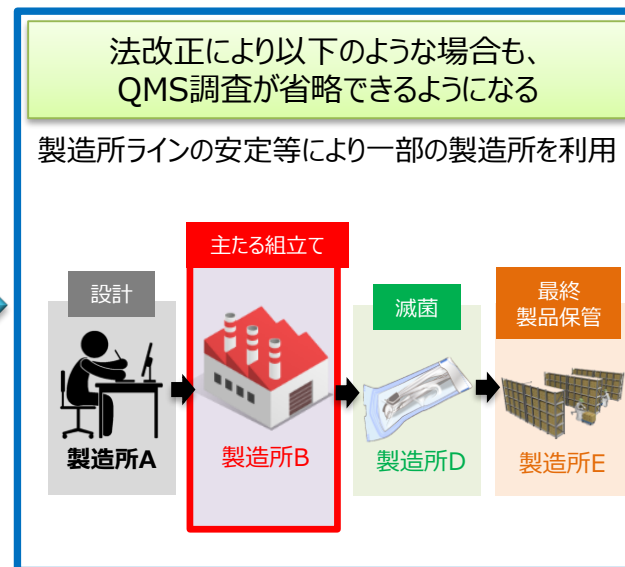 法改正により以下のような場合も、
QMS調査が省略できるようになる
製造所ラインの安定等により一部の製造所を利用
主たる組立て
設計
滅菌
最終
製品保管
製造所A
製造所B
製造所D
製造所E